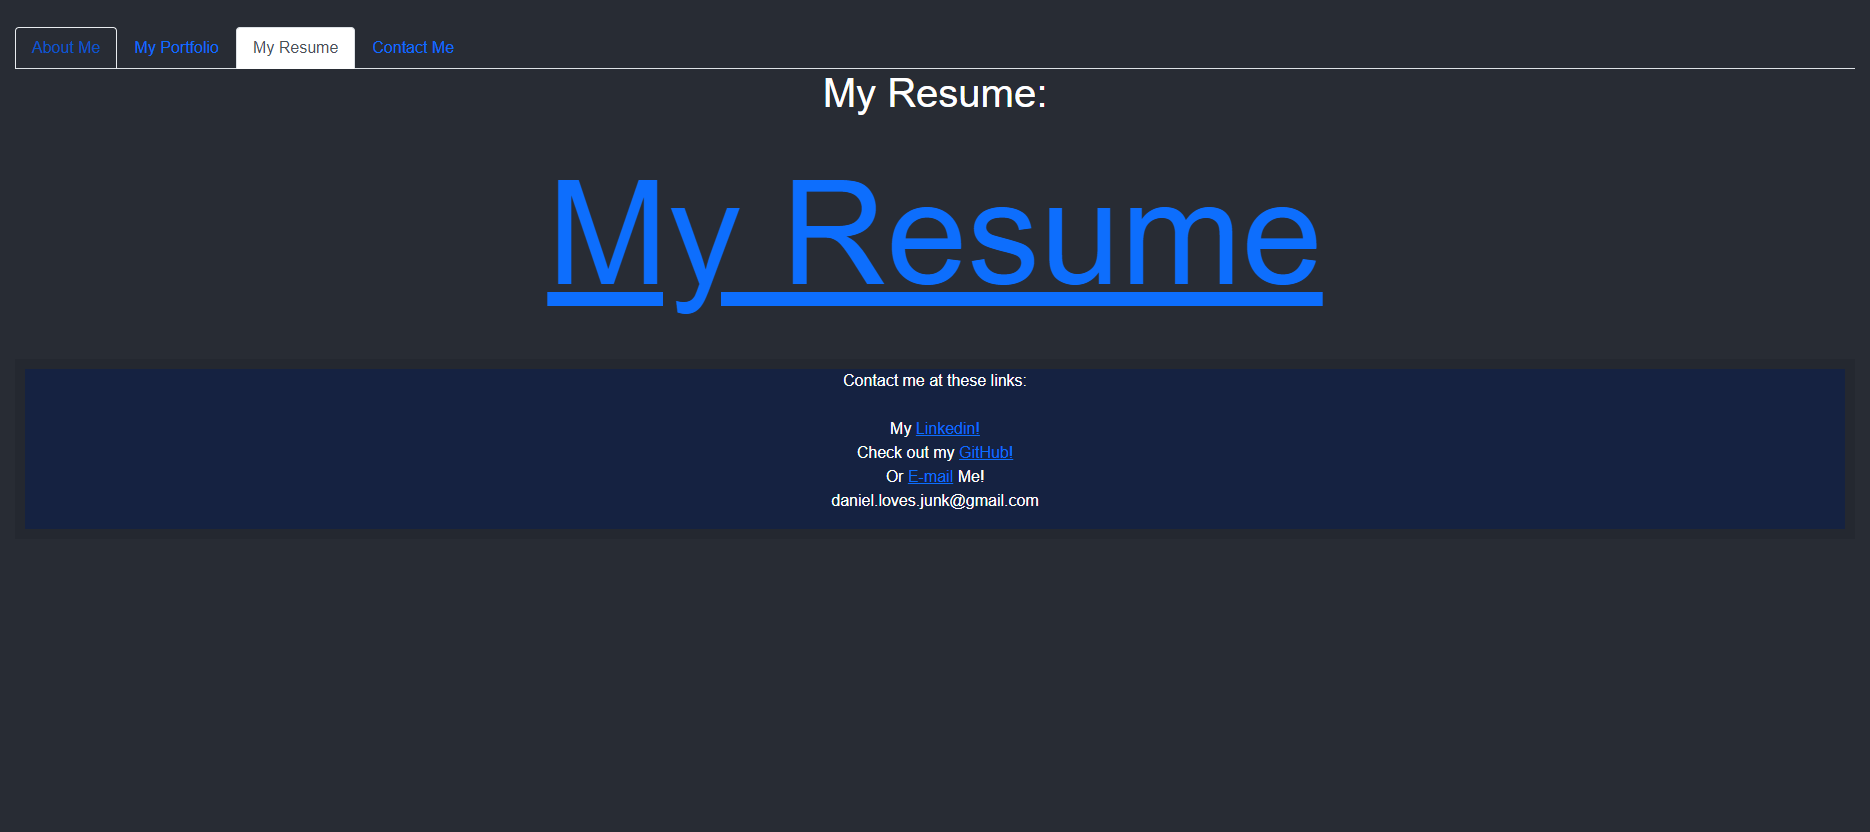 About Me My Portfolio My Resume Contact Me
My Resume:
My Resume
Contact me at these links:
My Linkedin!
Check out my GitHub!
Or E-mail Me!
daniel.loves.junk@gmail.com